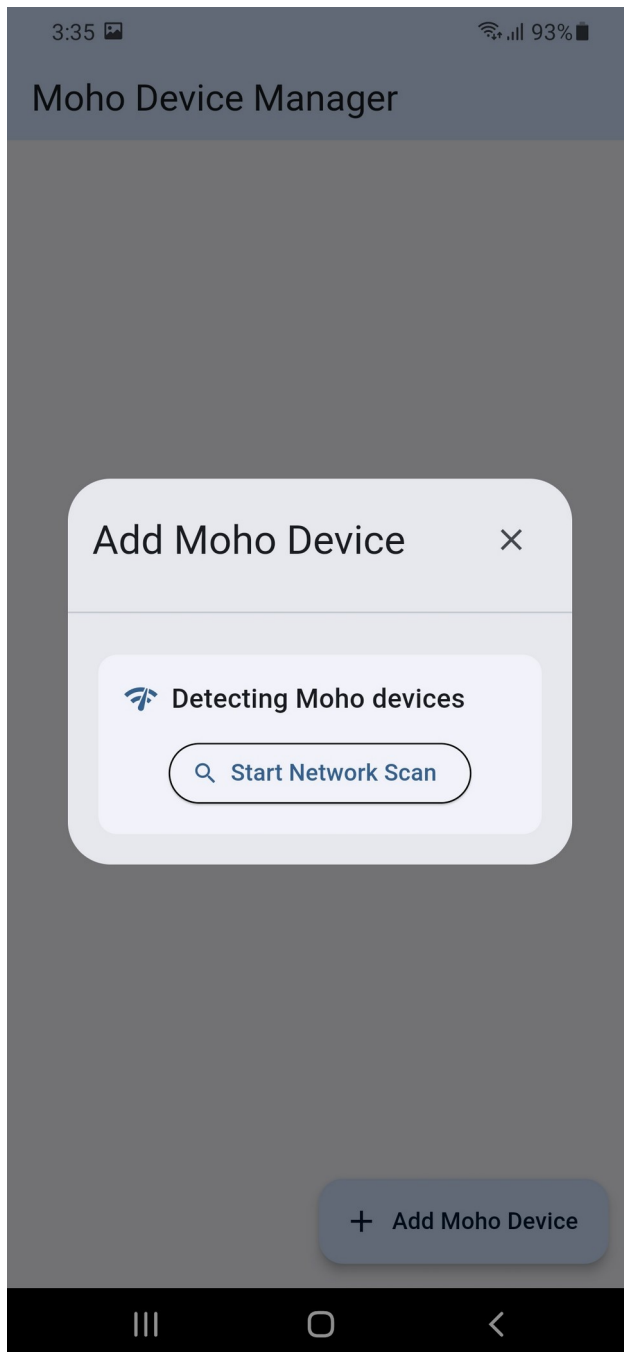 3:35
93%
Moho Device Manager
Add Moho Device
Detecting Moho devices
Start Network Scan
Add Moho Device